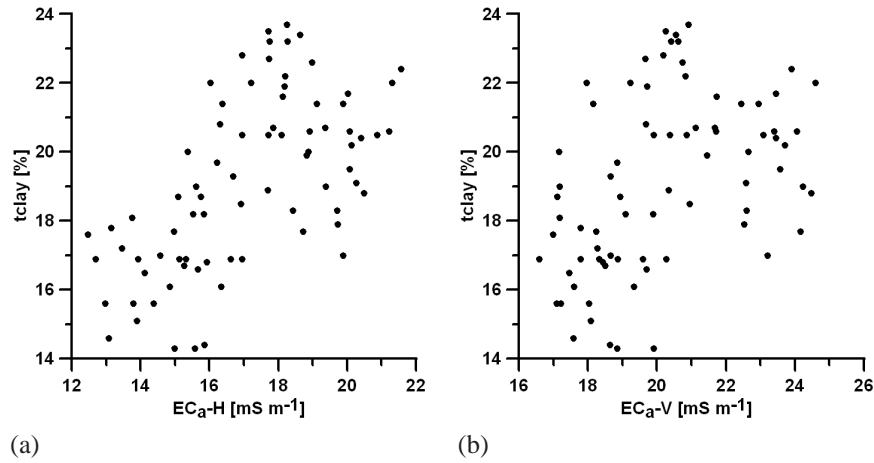 24
22
20
18
16
14
tclay [%]
12 14 16 18 20 22
ECa-H [mS m-1]
(a)
24
22
20
18
16
14
tclay [%]
16 18 20 22 24 26
ECa-V [mS m-1]
(b)